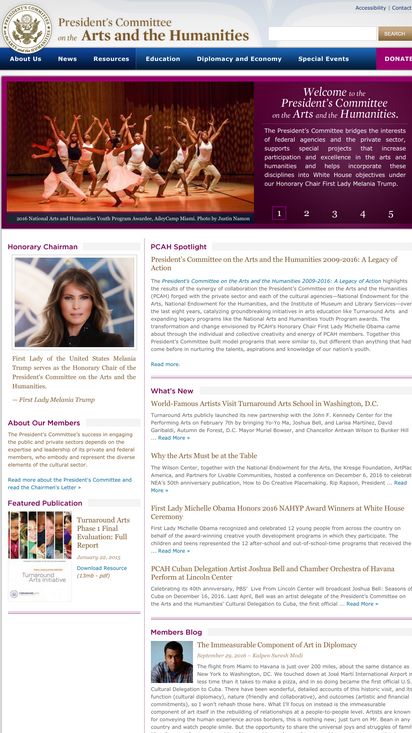 Accessibility | Contact
President's Committee
on the Arts and the Humanities
SEARCH
About Us
News
Resources
Education
Diplomacy and Economy
Special Events
DONATE
2016 National Arts and Humanities Youth Program Awardee, AileyCamp Miami. Photo by Justin Namon
Welcome to the
President's Committee
on the Arts and the Humanities.
The President's Committee bridges the interests
of federal agencies and the private sector,
supports special projects that increase
participation and excellence in the arts and
humanities and helps incorporate these
disciplines into White House objectives under
our Honorary Chair First Lady Melania Trump.
1 2 3 4 5
Honorary Chairman
First Lady of the United States Melania
Trump serves as the Honorary Chair of the
President's Committee on the Arts and the
Humanities.
— First Lady Melania Trump
About Our Members
The President's Committee's success in engaging
the public and private sectors depends on the
expertise and leadership of its private and federal
members, who embody and represent the diverse
elements of the cultural sector.
Read more about the President's Committee and
read the Chairmen's Letter »
Featured Publication
Turnaround Arts
Phase 1 Final
Evaluation: Full
Report
January 22, 2015
Download Resource
(13mb - pdf)
Turnaround
Arts Initiative
PCAH Spotlight
President's Committee on the Arts and the Humanities 2009-2016: A Legacy of
Action
The President's Committee on the Arts and the Humanities 2009-2016: A Legacy of Action highlights
the results of the synergy of collaboration the President's Committee on the Arts and the Humanities
(PCAH) forged with the private sector and each of the cultural agencies—National Endowment for the
Arts, National Endowment for the Humanities, and the Institute of Museum and Library Services—over
the last eight years, catalyzing groundbreaking initiatives in arts education like Turnaround Arts and
expanding legacy programs like the National Arts and Humanities Youth Program awards. The
transformation and change envisioned by PCAH's Honorary Chair First Lady Michelle Obama came
about through the individual and collective creativity and energy of PCAH members. Together this
President's Committee built model programs that were similar to, but different than anything that had
come before in nurturing the talents, aspirations and knowledge of our nation's youth.
Read more:
What's New
World-Famous Artists Visit Turnaround Arts School in Washington, D.C.
Turnaround Arts publicly launched its new partnership with the John F. Kennedy Center for the
Performing Arts on February 7th by bringing Yo-Yo Ma, Joshua Bell, and Larisa Martínez, David
Garibaldi, Autumn de Forest, D.C. Mayor Muriel Bowser, and Chancellor Antwan Wilson to Bunker Hill
... Read More »
Why the Arts Must be at the Table
The Wilson Center, together with the National Endowment for the Arts, the Kresge Foundation, ArtPlac
America, and Partners for Livable Communities, hosted a conference on December 6, 2016 to celebrat
NEA's 50th anniversary publication, How to Do Creative Placemaking. Rip Rapson, President ... Read
More »
First Lady Michelle Obama Honors 2016 NAHYP Award Winners at White House
Ceremony
First Lady Michelle Obama recognized and celebrated 12 young people from across the country on
behalf of the award-winning creative youth development programs in which they participate. The
children and teens represented the 12 after-school and out-of-school-time programs that received the
... Read More »
PCAH Cuban Delegation Artist Joshua Bell and Chamber Orchestra of Havana
Perform at Lincoln Center
Celebrating its 40th anniversary, PBS' Live From Lincoln Center will broadcast Joshua Bell: Seasons of
Cuba on December 16, 2016. Last April, Bell was an artist delegate of the President's Committee on
the Arts and the Humanities' Cultural Delegation to Cuba, the first official ... Read More »
Members Blog
The Immeasurable Component of Art in Diplomacy
September 29, 2016 – Kalpen Suresh Modi
The flight from Miami to Havana is just over 200 miles, about the same distance as
New York to Washington, DC. We touched down at José Martí International Airport in
less time than it takes to make a pizza, and in so doing became the first official U.S.
Cultural Delegation to Cuba. There have been wonderful, detailed accounts of this historic visit, and its
function (cultural diplomacy), nature (friendly and collaborative), and outcomes (artistic and financial
commitments), so I won't rehash those here. What I'll focus on instead is the immeasurable
component of art itself in the rebuilding of relationships at a people-to-people level. Artists are known
for conveying the human experience across borders, this is nothing new; just turn on Mr. Bean in any
country and watch people smile. But the opportunity to share the universal joys and struggles of famil